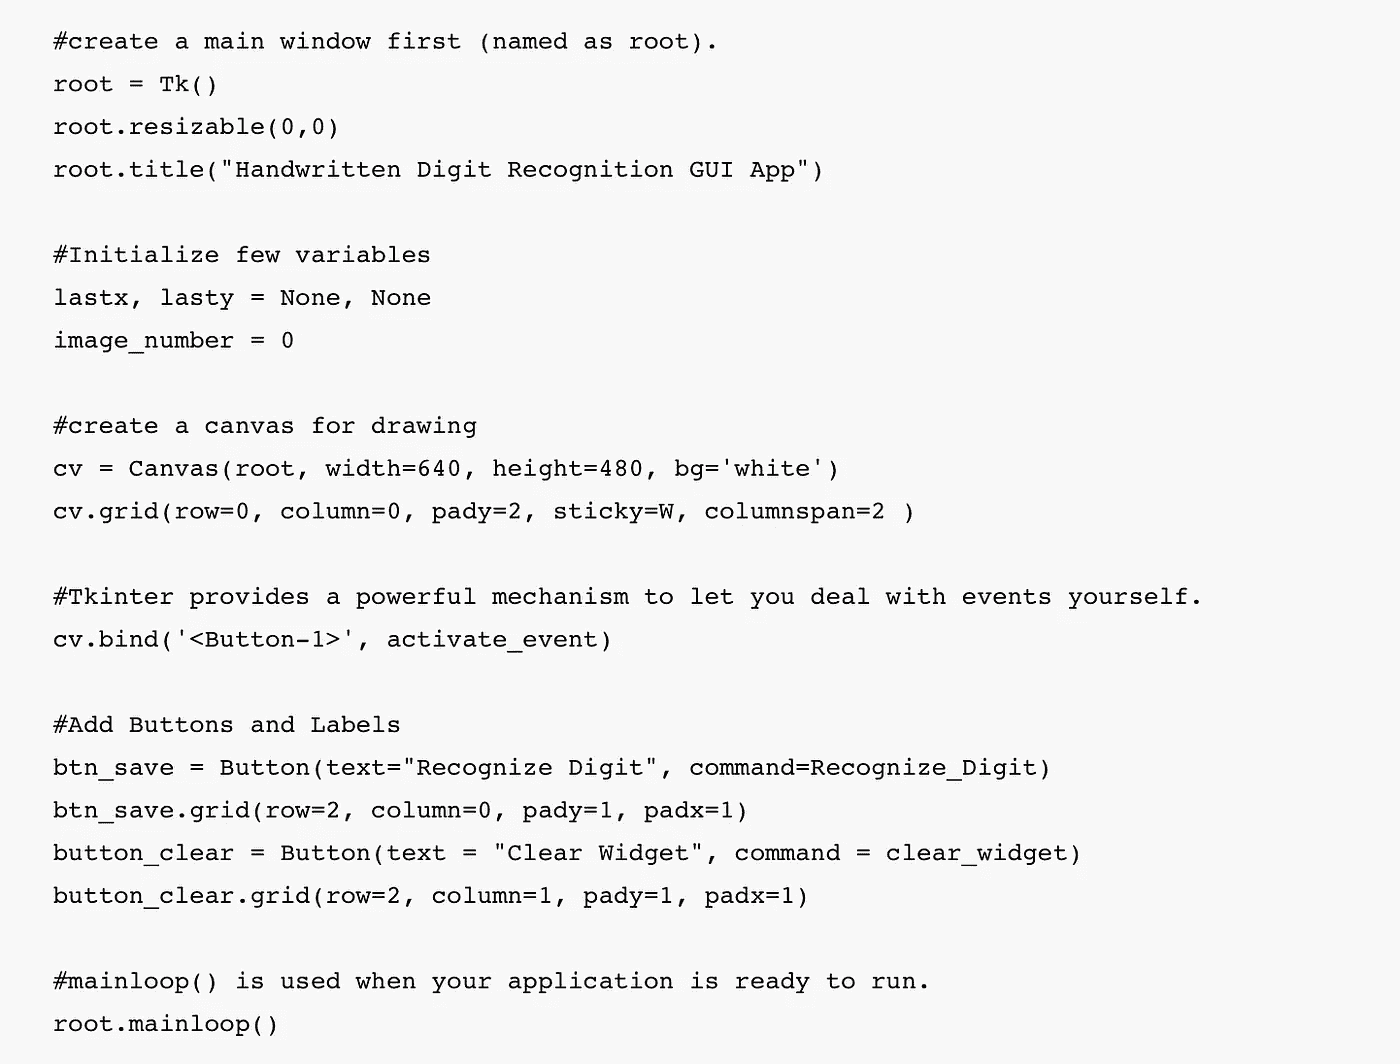 #create a main window first (named as root).
root = Tk()
root.resizable(0,0)
root.title("Handwritten Digit Recognition GUI App")
#Initialize few variables
lastx, lasty = None, None
image_number = 0
#create a canvas for drawing
cv = Canvas(root, width=640, height=480, bg='white')
cv.grid(row=0, column=0, pady=2, sticky=W, columnspan=2 )
#Tkinter provides a powerful mechanism to let you deal with events yourself.
cv.bind('<Button-1>', activate_event)
#Add Buttons and Labels
btn_save = Button(text="Recognize Digit", command=Recognize_Digit)
btn_save.grid(row=2, column=0, pady=1, padx=1)
button_clear = Button(text = "Clear Widget", command = clear_widget)
button_clear.grid(row=2, column=1, pady=1, padx=1)
#mainloop() is used when your application is ready to run.
root.mainloop()